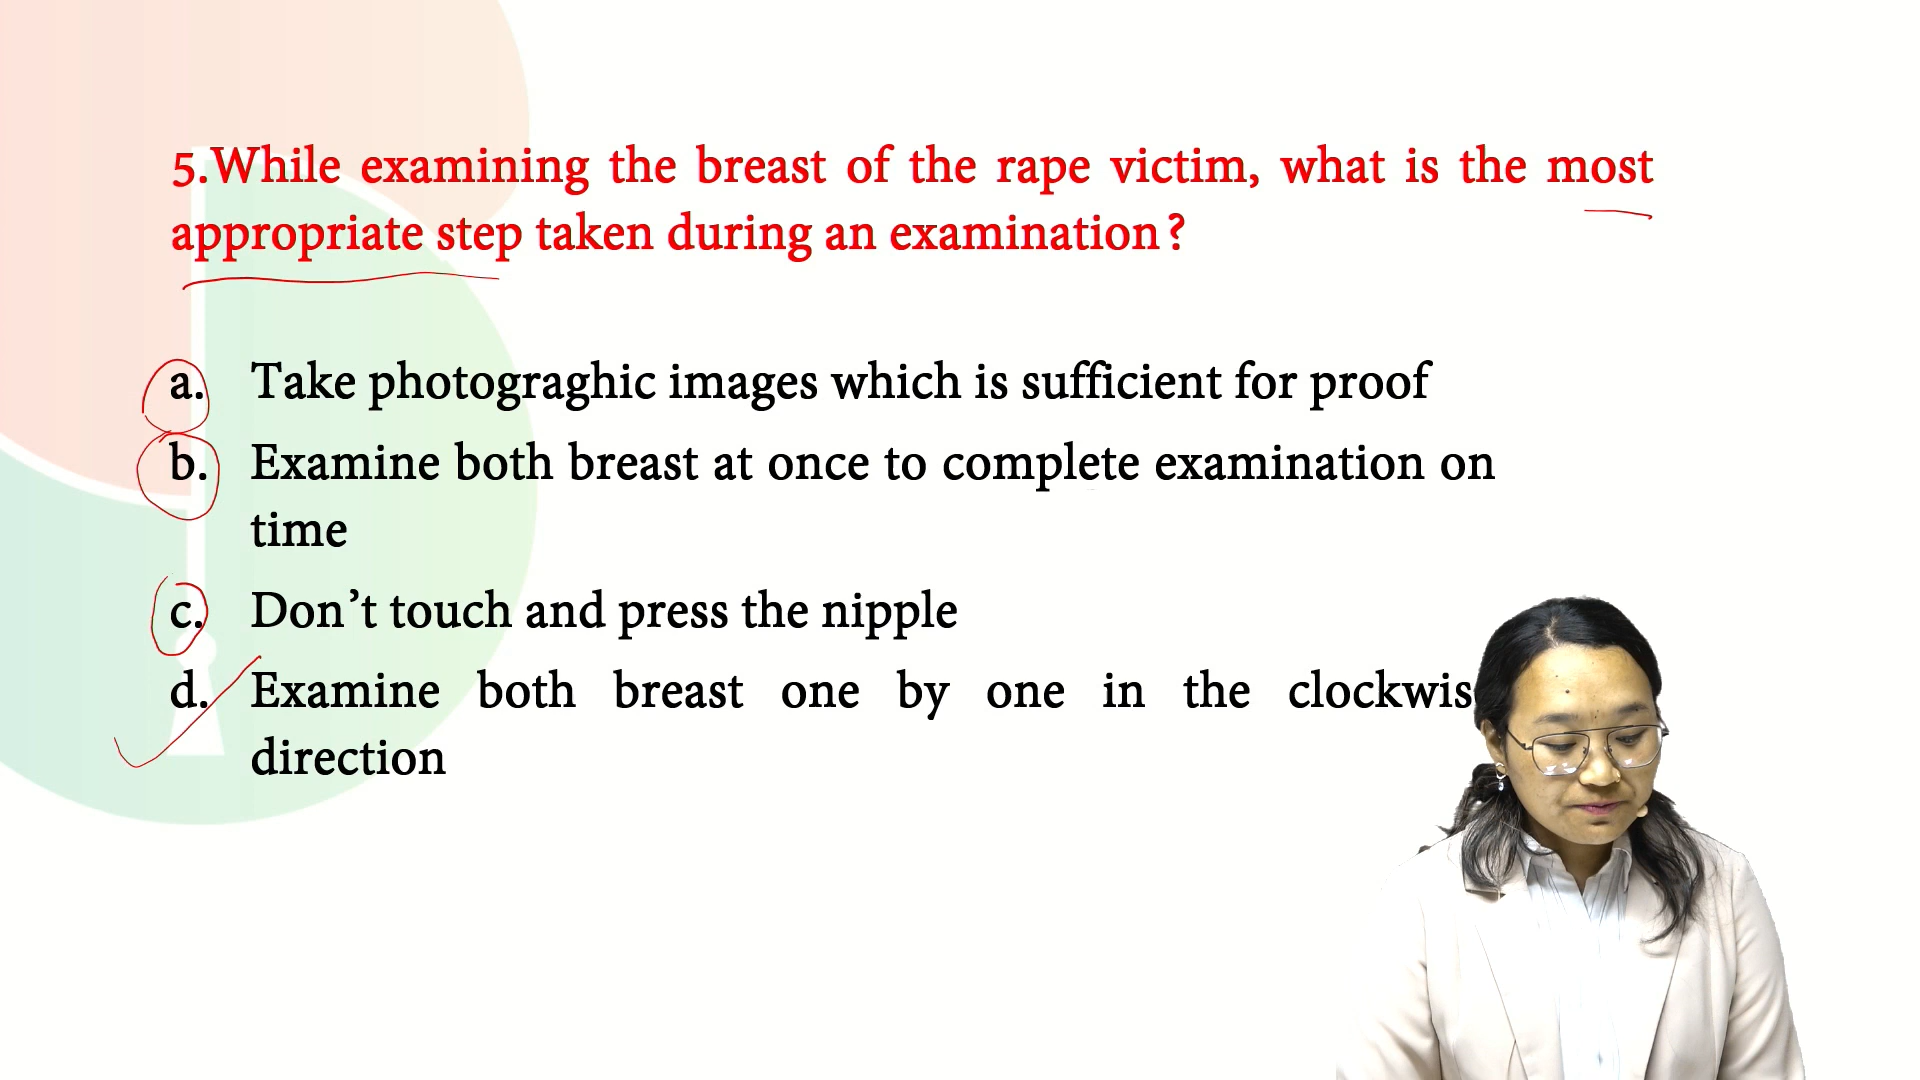 5.While examining the breast of the rape victim, what is the most
appropriate step taken during an examination?
a. Take photograghic images which is sufficient for proof
b. Examine both breast at once to complete examination on
time
c. Don't touch and press the nipple
d. Examine both breast one by one in the clockwis
direction